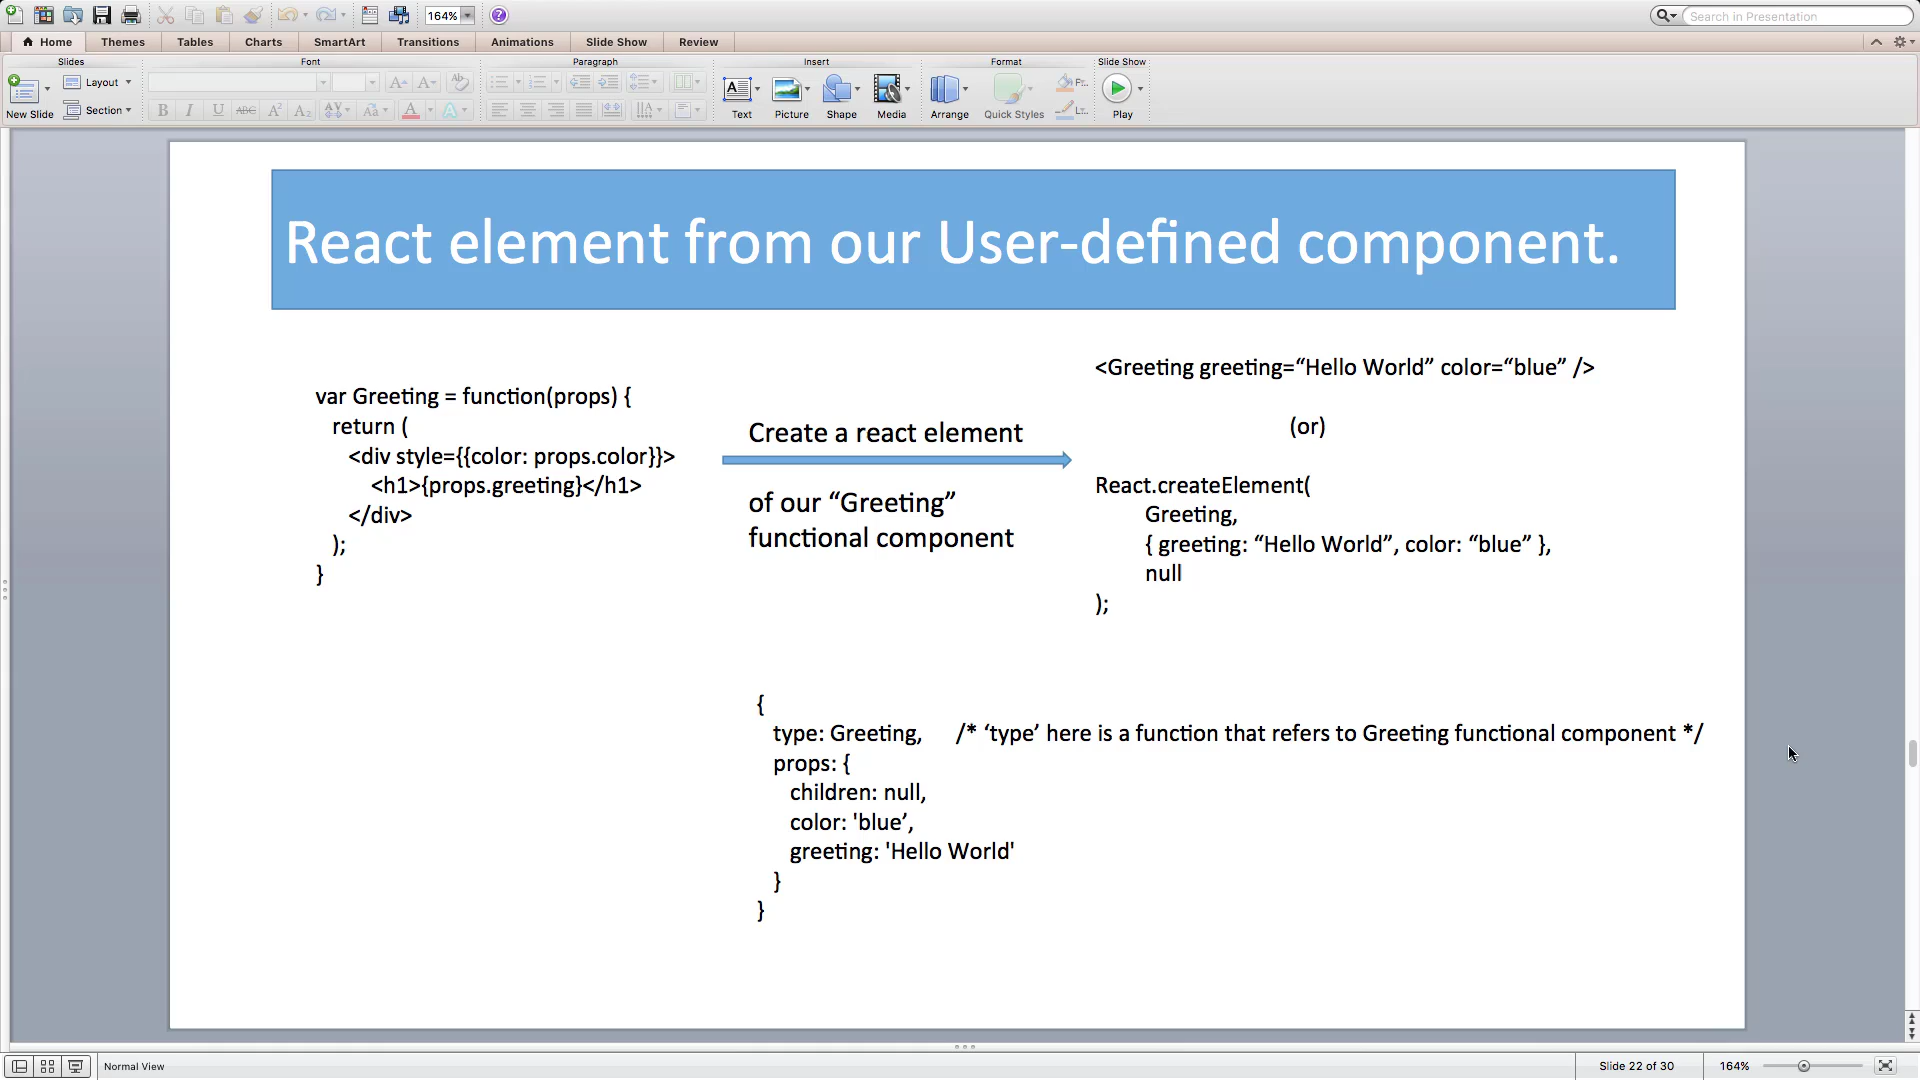 164%
Search in Presentation
Home Themes Tables Charts SmartArt Transitions Animations Slide Show Review
Slides Font Paragraph Insert Format Slide Show
New Slide Layout Section
B I U ABC A² A₂ Aa A A
Text Picture Shape Media Arrange Quick Styles Play
React element from our User-defined component.
var Greeting = function(props) {
return (
<div style={{color: props.color}}>
<h1>{props.greeting}</h1>
</div>
);
}
Create a react element
of our “Greeting”
functional component
<Greeting greeting=“Hello World” color=“blue” />
(or)
React.createElement(
Greeting,
{ greeting: “Hello World”, color: “blue” },
null
);
{
type: Greeting, /* ‘type’ here is a function that refers to Greeting functional component */
props: {
children: null,
color: 'blue’,
greeting: 'Hello World'
}
}
Normal View Slide 22 of 30 164%